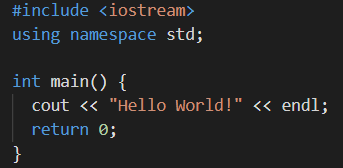 #include <iostream>
using namespace std;

int main() {
  cout << "Hello World!" << endl;
  return 0;
}